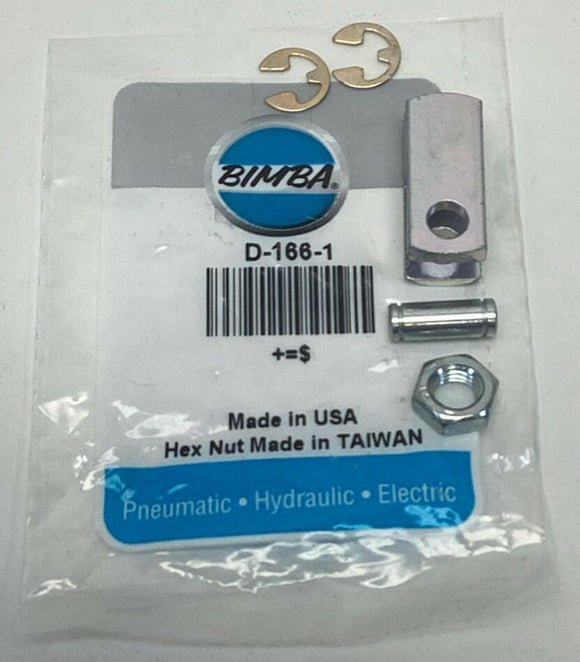 BIMBA®
D-166-1
+=$
Made in USA
Hex Nut Made in TAIWAN
Pneumatic • Hydraulic • Electric